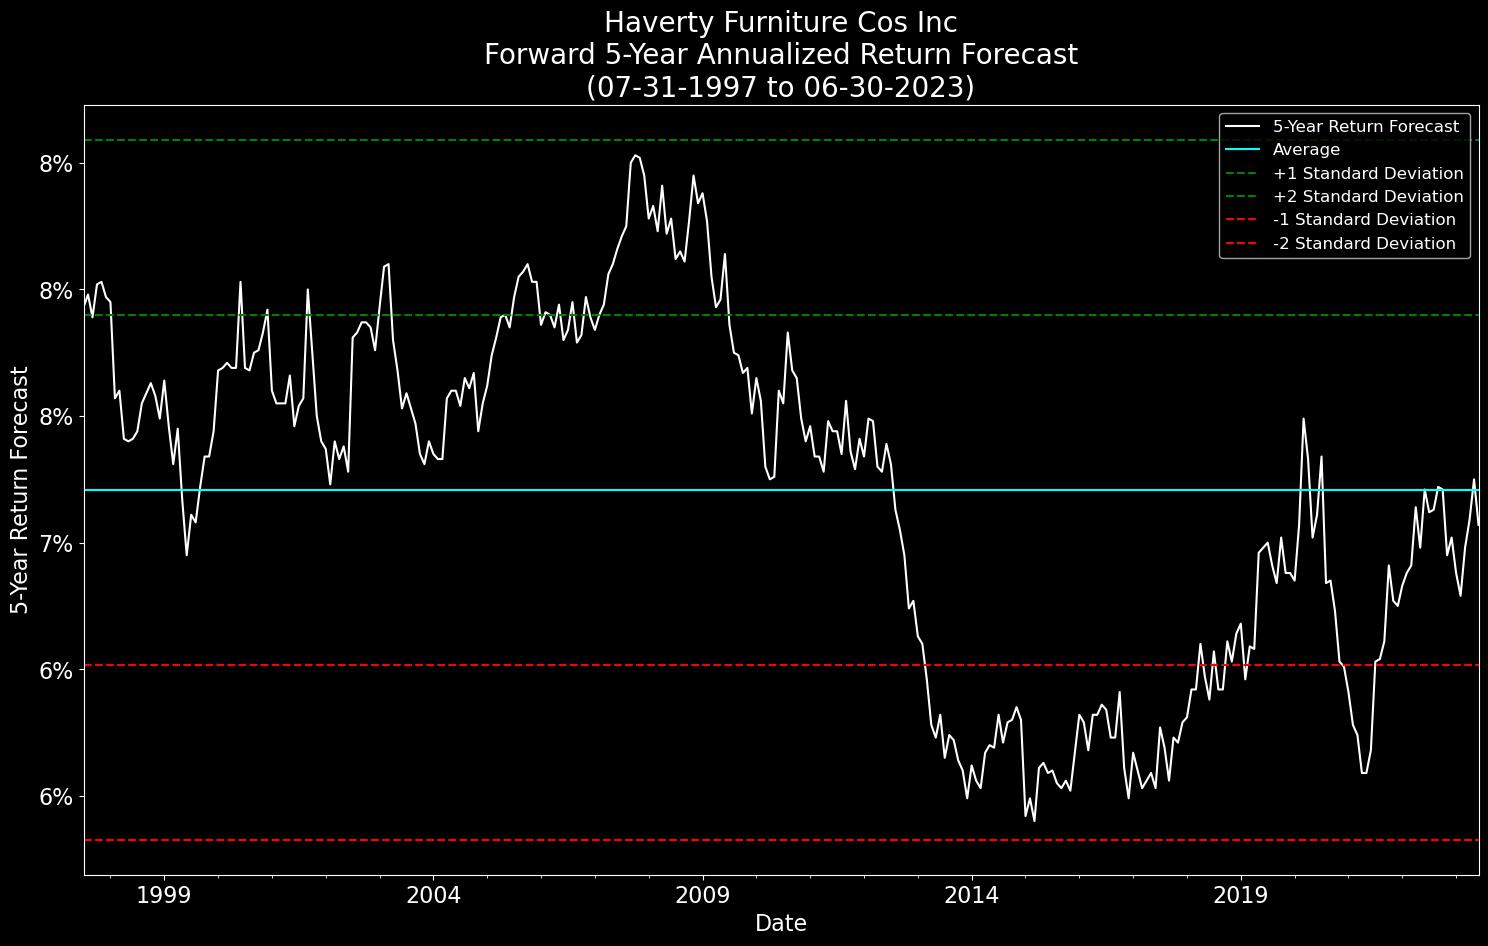 Haverty Furniture Cos Inc
Forward 5-Year Annualized Return Forecast
(07-31-1997 to 06-30-2023)
5-Year Return Forecast
Average
+1 Standard Deviation
+2 Standard Deviation
-1 Standard Deviation
-2 Standard Deviation
5-Year Return Forecast
8%
8%
8%
7%
6%
6%
1999
2004
2009
2014
2019
Date